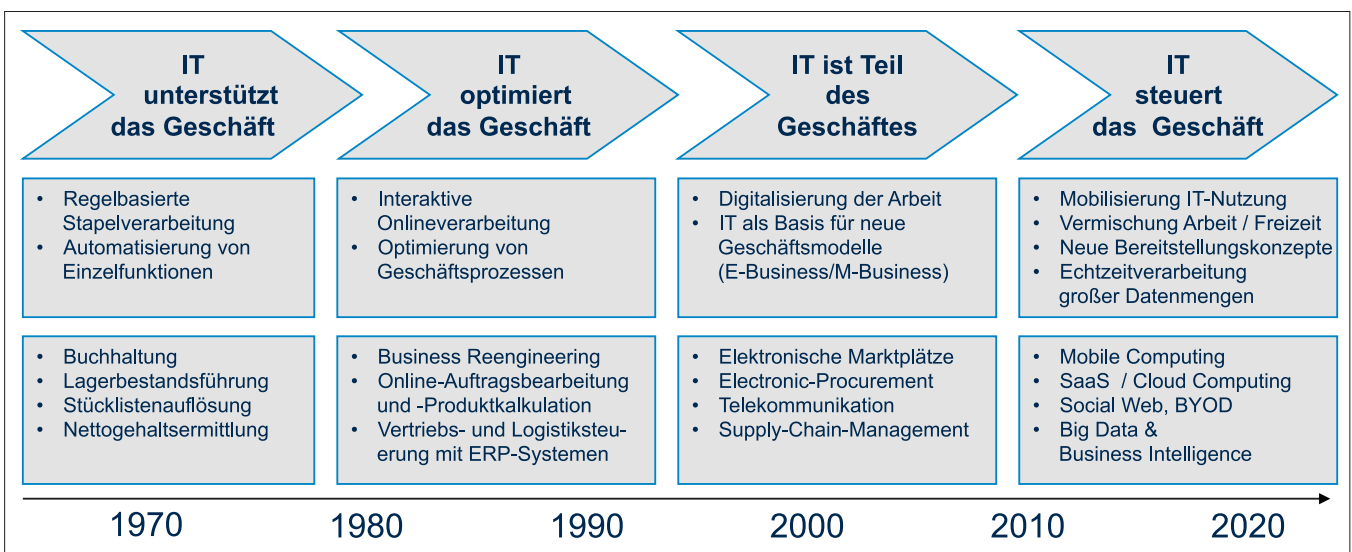 IT
unterstützt
das Geschäft
IT
optimiert
das Geschäft
IT ist Teil
des
Geschäftes
IT
steuert
das Geschäft
• Regelbasierte
Stapelverarbeitung
• Automatisierung von
Einzelfunktionen
• Interaktive
Onlineverarbeitung
• Optimierung von
Geschäftsprozessen
• Digitalisierung der Arbeit
• IT als Basis für neue
Geschäftsmodelle
(E-Business/M-Business)
• Mobilisierung IT-Nutzung
• Vermischung Arbeit / Freizeit
• Neue Bereitstellungskonzepte
• Echtzeitverarbeitung
großer Datenmengen
• Buchhaltung
• Lagerbestandsführung
• Stücklistenauflösung
• Nettogehaltsermittlung
• Business Reengineering
• Online-Auftragsbearbeitung
und -Produktkalkulation
• Vertriebs- und Logistiksteu-
erung mit ERP-Systemen
• Elektronische Marktplätze
• Electronic-Procurement
• Telekommunikation
• Supply-Chain-Management
• Mobile Computing
• SaaS / Cloud Computing
• Social Web, BYOD
• Big Data &
Business Intelligence
1970 1980 1990 2000 2010 2020